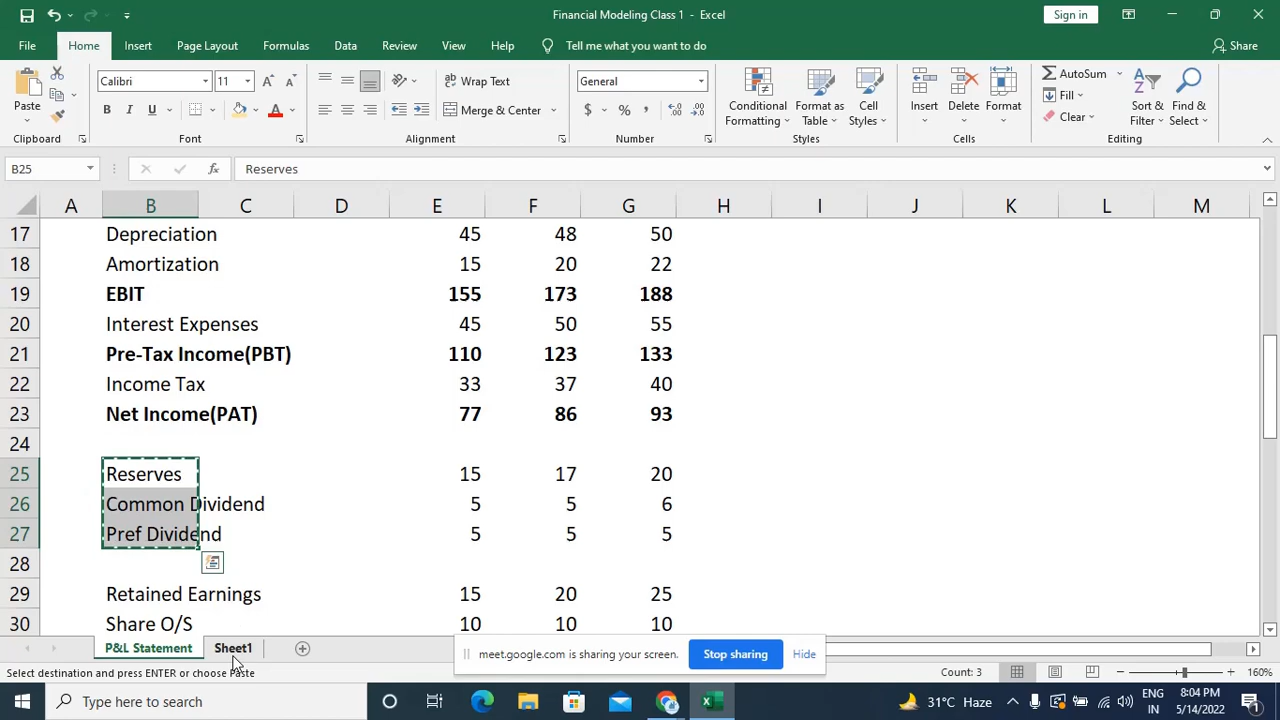 Financial Modeling Class 1 - Excel
Sign in
File Home Insert Page Layout Formulas Data Review View Help Tell me what you want to do Share
Paste
Clipboard
Calibri 11
B I U A
Font
Wrap Text
Merge & Center
Alignment
General
$ % ,
Number
Conditional Formatting
Format as Table
Cell Styles
Styles
Insert
Delete
Format
Cells
AutoSum
Fill
Clear
Sort & Filter
Find & Select
Editing
B25 fx Reserves
A B C D E F G H I J K L M
17 Depreciation 45 48 50
18 Amortization 15 20 22
19 EBIT 155 173 188
20 Interest Expenses 45 50 55
21 Pre-Tax Income(PBT) 110 123 133
22 Income Tax 33 37 40
23 Net Income(PAT) 77 86 93
24
25 Reserves 15 17 20
26 Common Dividend 5 5 6
27 Pref Dividend 5 5 5
28
29 Retained Earnings 15 20 25
30 Share O/S 10 10 10
P&L Statement Sheet1
meet.google.com is sharing your screen. Stop sharing Hide
Select destination and press ENTER or choose Paste Count: 3 160%
Type here to search
31°C Haze
ENG
IN
8:04 PM
5/14/2022
1